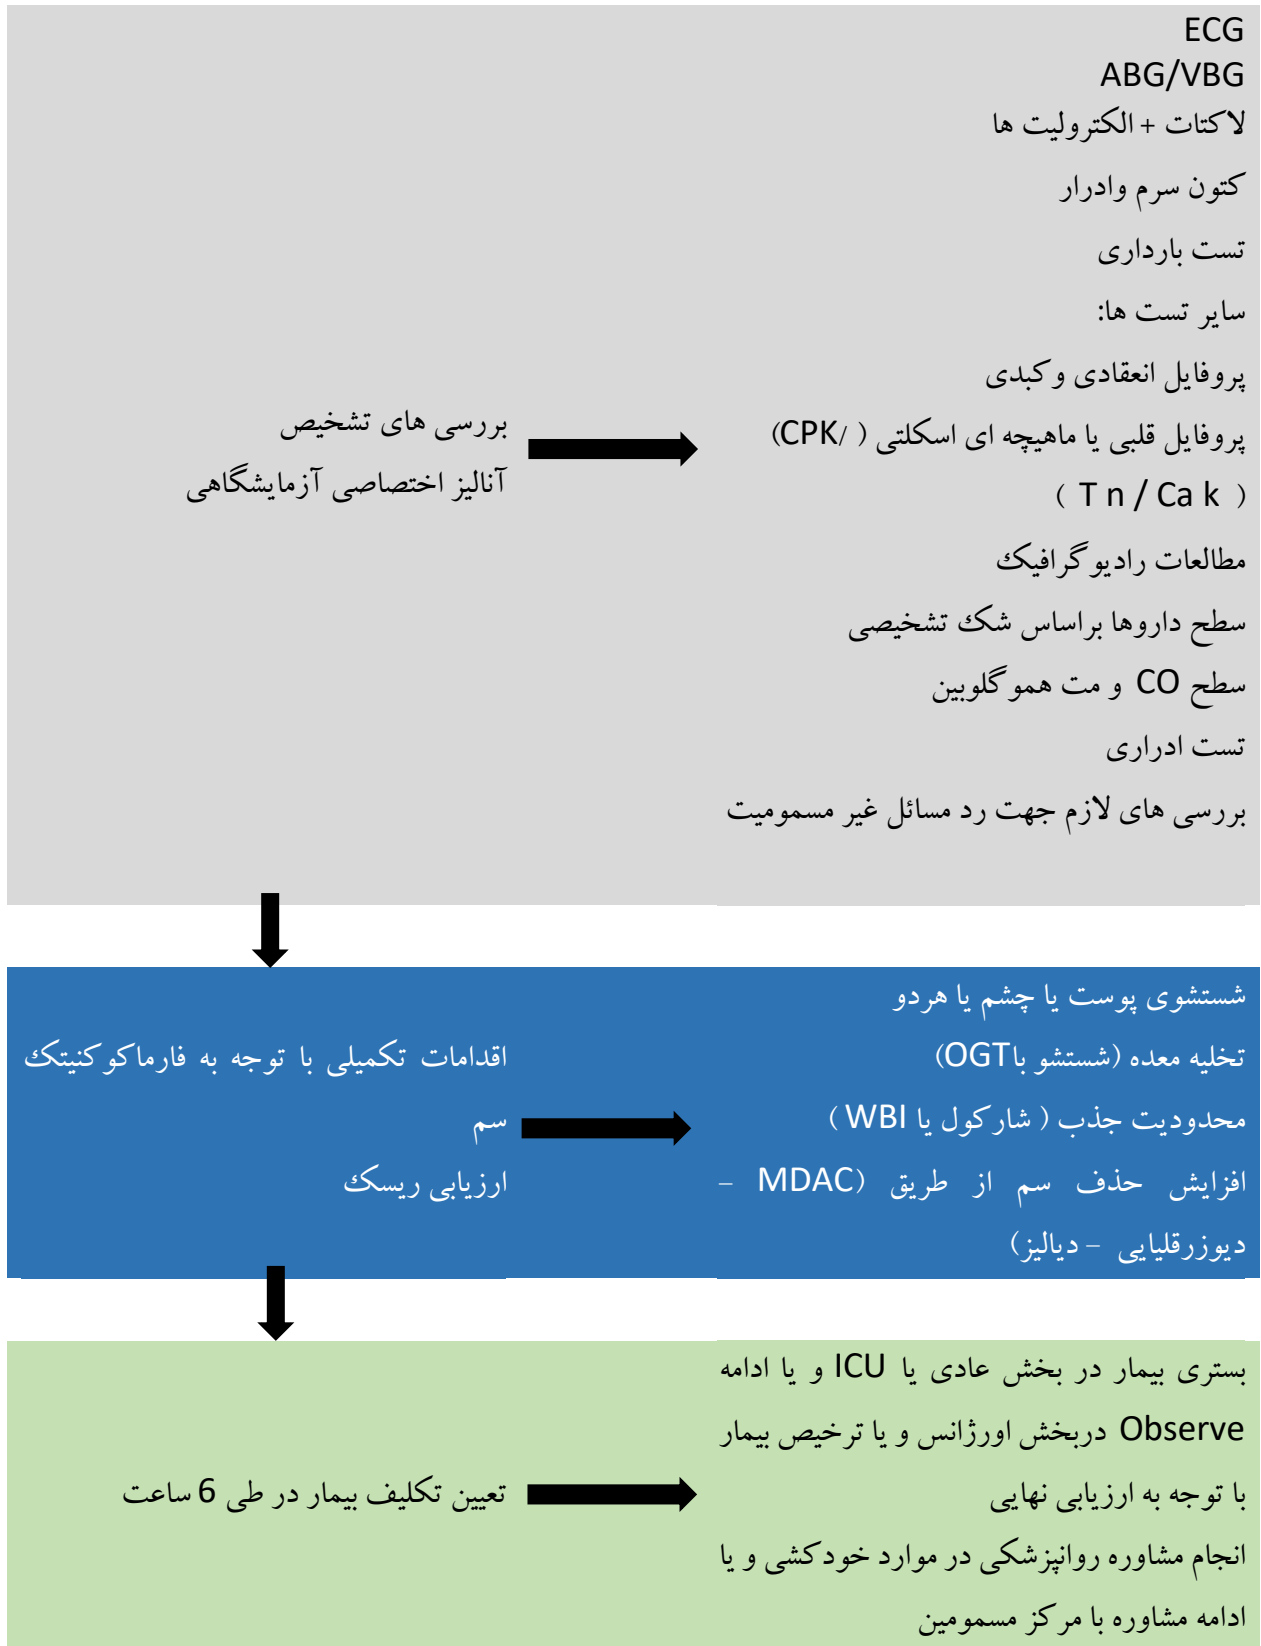 ECG
ABG/VBG
لاکتات + الکترولیت ها
کتون سرم وادرار
تست بارداری
سایر تست ها:
پروفایل انعقادی وکبدی
پروفایل قلبی یا ماهیچه ای اسکلتی ( /CPK)
( T n / Ca k )
مطالعات رادیوگرافیک
سطح داروها براساس شک تشخیصی
سطح CO و مت هموگلوبین
تست ادراری
بررسی های لازم جهت رد مسائل غیر مسمومیت
بررسی های تشخیص
آنالیز اختصاصی آزمایشگاهی
شستشوی پوست یا چشم یا هردو
تخلیه معده (شستشو باOGT)
محدودیت جذب ( شارکول یا WBI )
افزایش حذف سم از طریق (MDAC –
دیوزرقلیایی – دیالیز)
اقدامات تکمیلی با توجه به فارماکوکنیتک
سم
ارزیابی ریسک
بستری بیمار در بخش عادی یا ICU و یا ادامه
Observe دربخش اورژانس و یا ترخیص بیمار
با توجه به ارزیابی نهایی
انجام مشاوره روانپزشکی در موارد خودکشی و یا
ادامه مشاوره با مرکز مسمومین
تعیین تکلیف بیمار در طی 6 ساعت